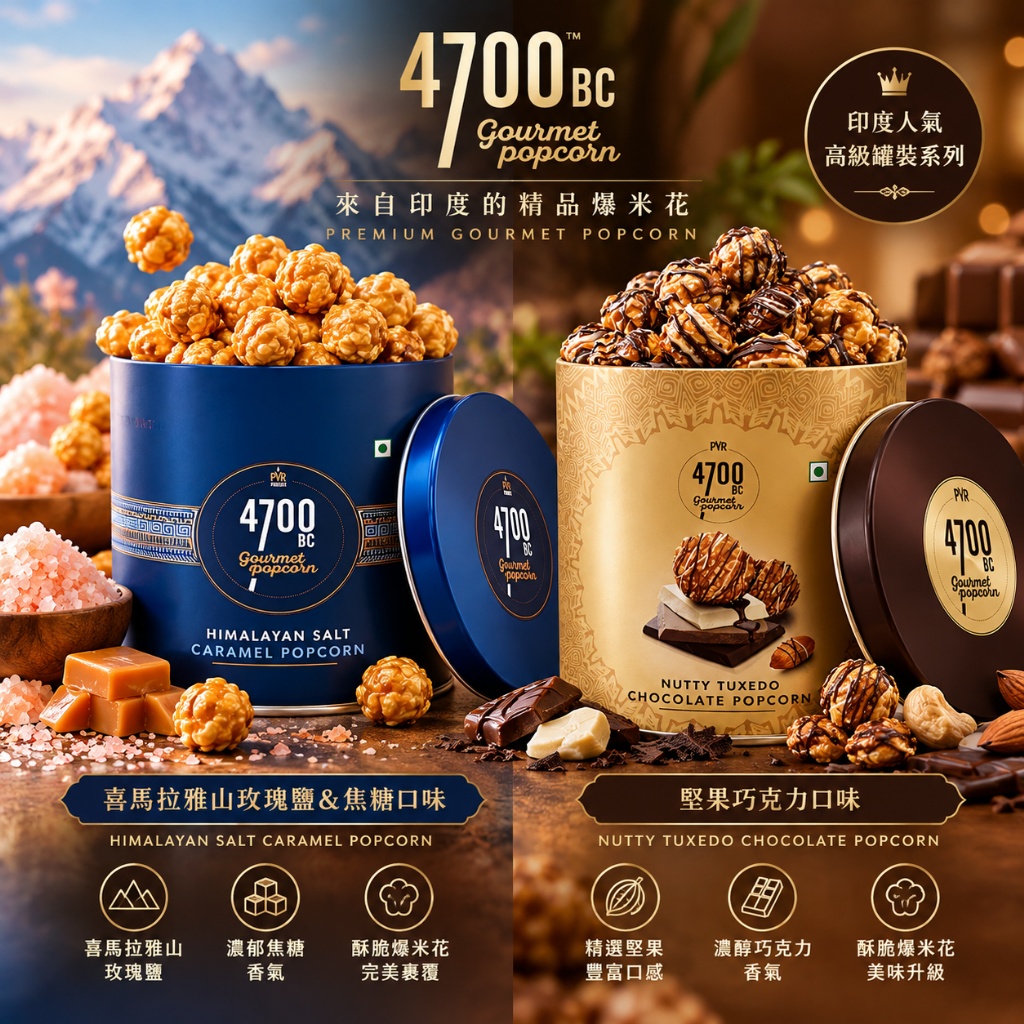 4700 BC™
Gourmet
popcorn
來自印度的精品爆米花
PREMIUM GOURMET POPCORN
印度人氣
高級罐裝系列
PVR
4700
BC
Gourmet
popcorn
HIMALAYAN SALT
CARAMEL POPCORN
PVR
4700
BC
Gourmet
popcorn
PVR
4700
BC
Gourmet
popcorn
NUTTY TUXEDO
CHOCOLATE POPCORN
PVR
4700
BC
Gourmet
popcorn
喜馬拉雅山玫瑰鹽&焦糖口味
HIMALAYAN SALT CARAMEL POPCORN
喜馬拉雅山
玫瑰鹽
濃郁焦糖
香氣
酥脆爆米花
完美裹覆
堅果巧克力口味
NUTTY TUXEDO CHOCOLATE POPCORN
精選堅果
豐富口感
濃醇巧克力
香氣
酥脆爆米花
美味升級